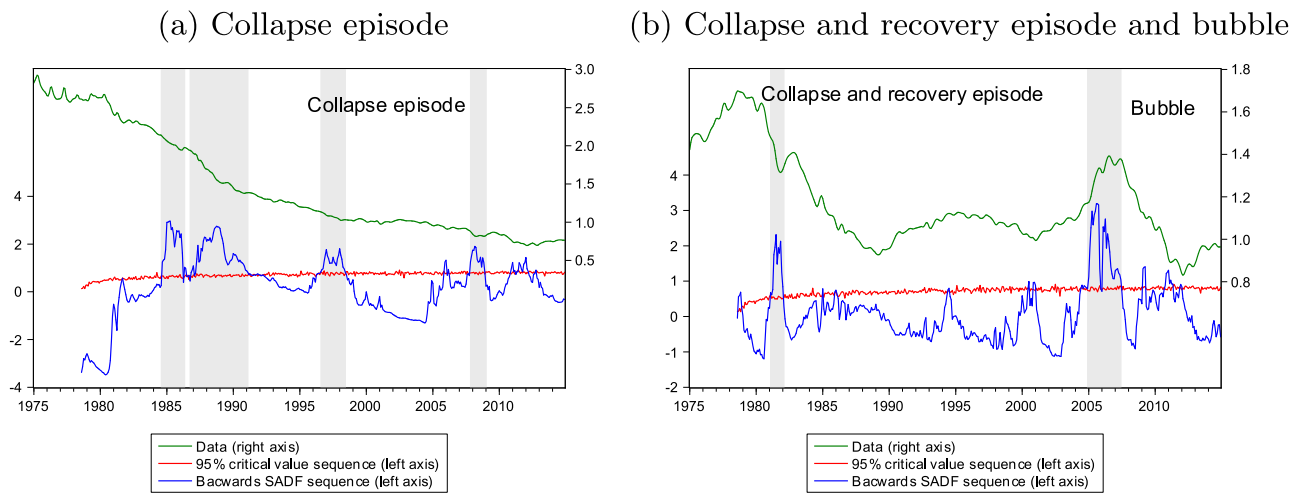 (a) Collapse episode
3.0
2.5
2.0
1.5
1.0
0.5
4
2
0
-2
-4
Collapse episode
1975 1980 1985 1990 1995 2000 2005 2010
Data (right axis)
95% critical value sequence (left axis)
Bacwards SADF sequence (left axis)
(b) Collapse and recovery episode and bubble
1.8
1.6
1.4
1.2
1.0
0.8
4
3
2
1
0
-1
-2
Collapse and recovery episode
Bubble
1975 1980 1985 1990 1995 2000 2005 2010
Data (right axis)
95% critical value sequence (left axis)
Bacwards SADF sequence (left axis)